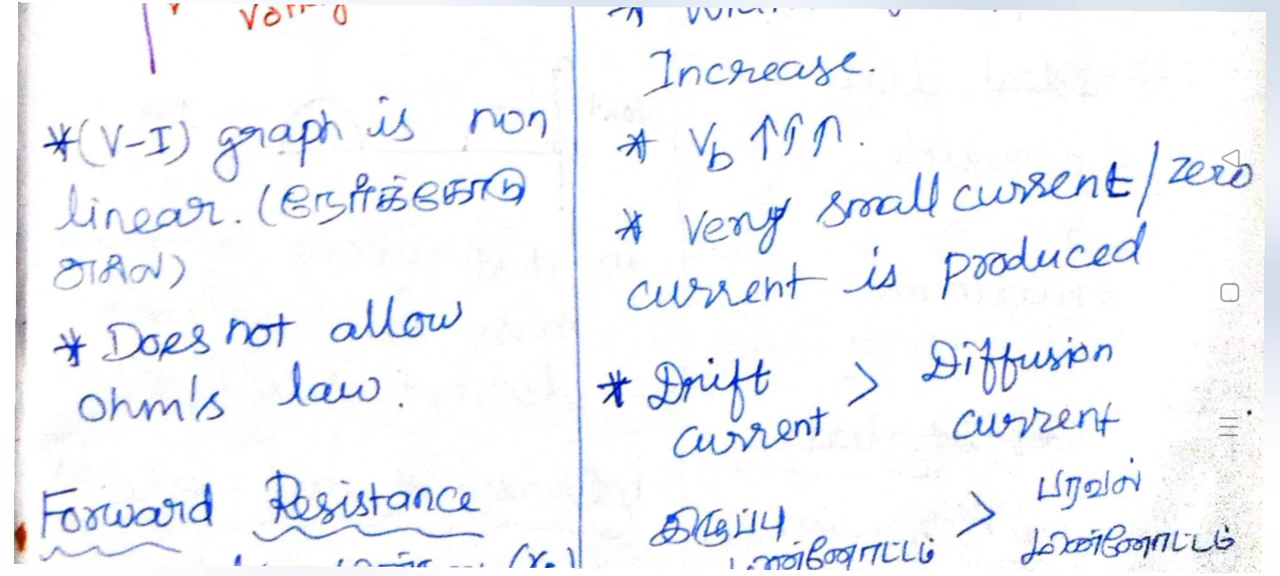 *(V-I) graph is non
linear. (நேர்க்கோடு
அல்ல)
* Does not allow
ohm's law.
Forward Resistance
Increase.
* Vb ↑↑↑.
* Very small current/zero
current is produced
* Drift > Diffusion
current current
> பரவல்
மின்னோட்டம் மின்னோட்டம்